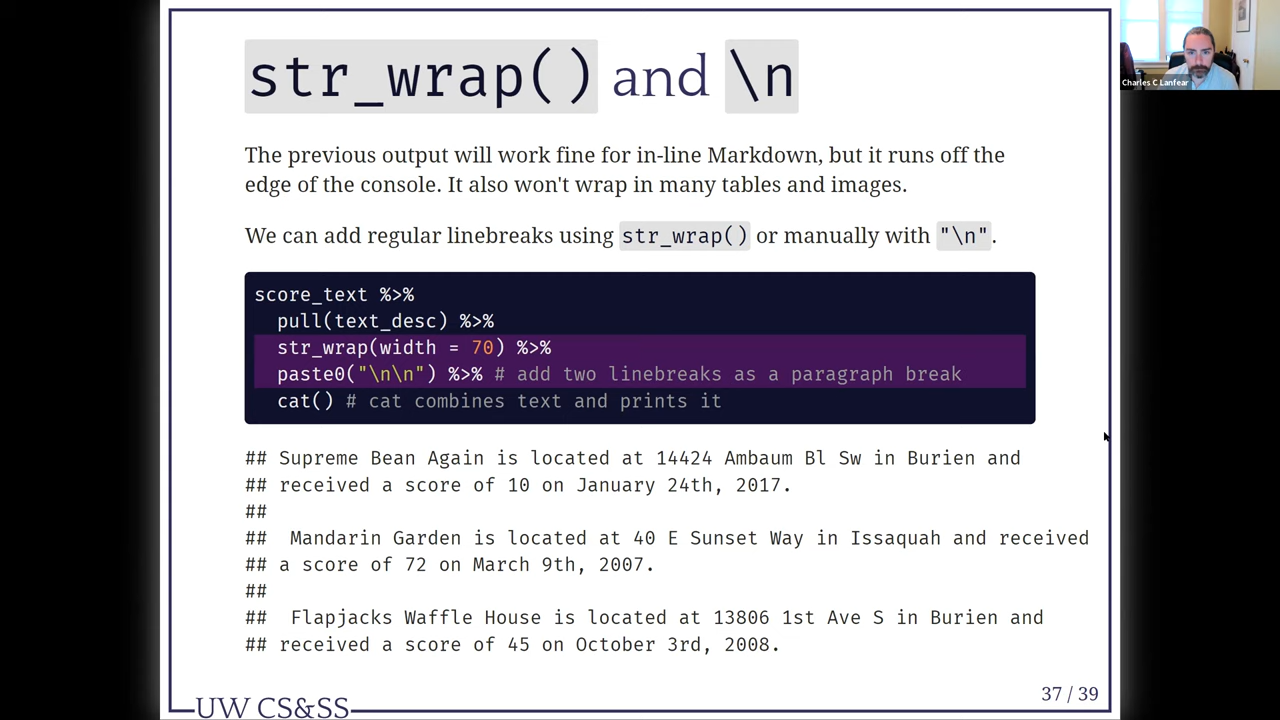 str_wrap() and \n
Charles C Lanfear
The previous output will work fine for in-line Markdown, but it runs off the
edge of the console. It also won't wrap in many tables and images.
We can add regular linebreaks using str_wrap() or manually with "\n".
score_text %>%
  pull(text_desc) %>%
  str_wrap(width = 70) %>%
  paste0("\n\n") %>% # add two linebreaks as a paragraph break
  cat() # cat combines text and prints it
## Supreme Bean Again is located at 14424 Ambaum Bl Sw in Burien and
## received a score of 10 on January 24th, 2017.
##
##  Mandarin Garden is located at 40 E Sunset Way in Issaquah and received
## a score of 72 on March 9th, 2007.
##
##  Flapjacks Waffle House is located at 13806 1st Ave S in Burien and
## received a score of 45 on October 3rd, 2008.
37 / 39
UW CS&SS